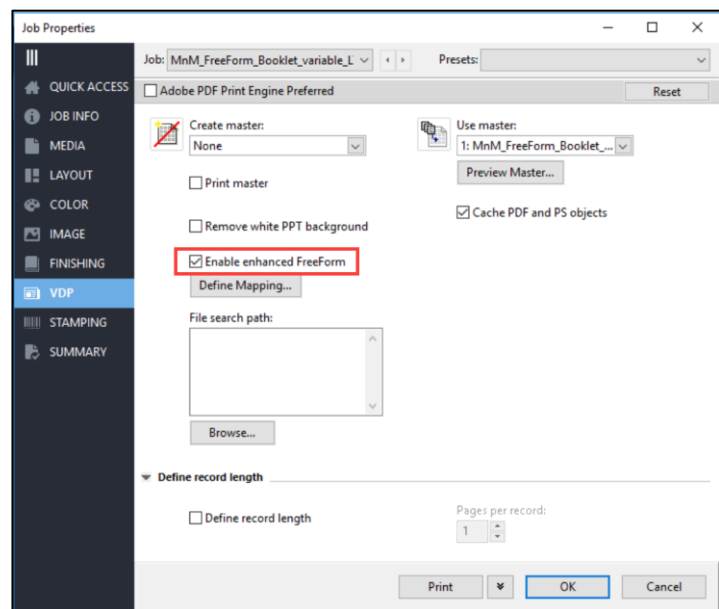 Job Properties
Job: MnM_FreeForm_Booklet_variable_L
Presets:
QUICK ACCESS
JOB INFO
MEDIA
LAYOUT
COLOR
IMAGE
FINISHING
VDP
STAMPING
SUMMARY
Adobe PDF Print Engine Preferred
Reset
Create master:
None
Print master
Use master:
1: MnM_FreeForm_Booklet_...
Preview Master...
Cache PDF and PS objects
Remove white PPT background
Enable enhanced FreeForm
Define Mapping...
File search path:
Browse...
Define record length
Define record length
Pages per record:
1
Print
OK
Cancel